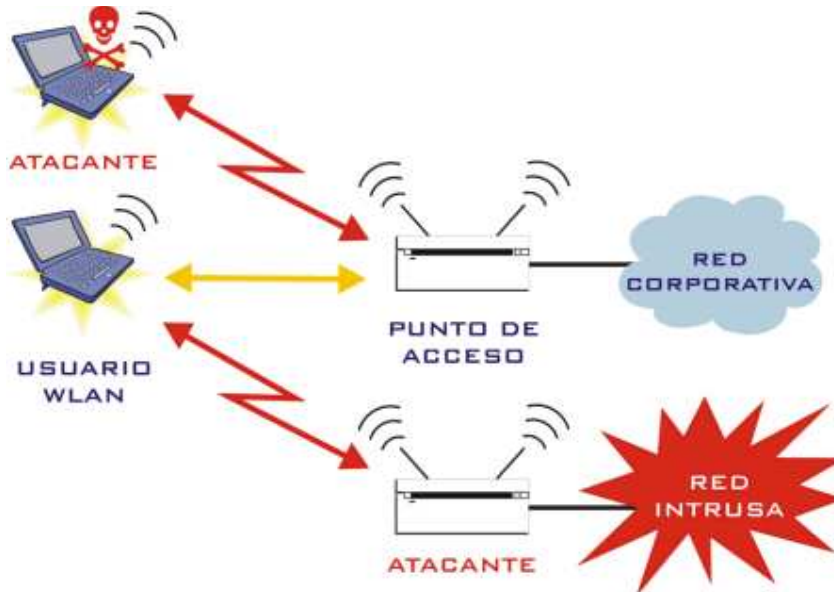 ATACANTE
USUARIO
WLAN
PUNTO DE
ACCESO
RED
CORPORATIVA
ATACANTE
RED
INTRUSA